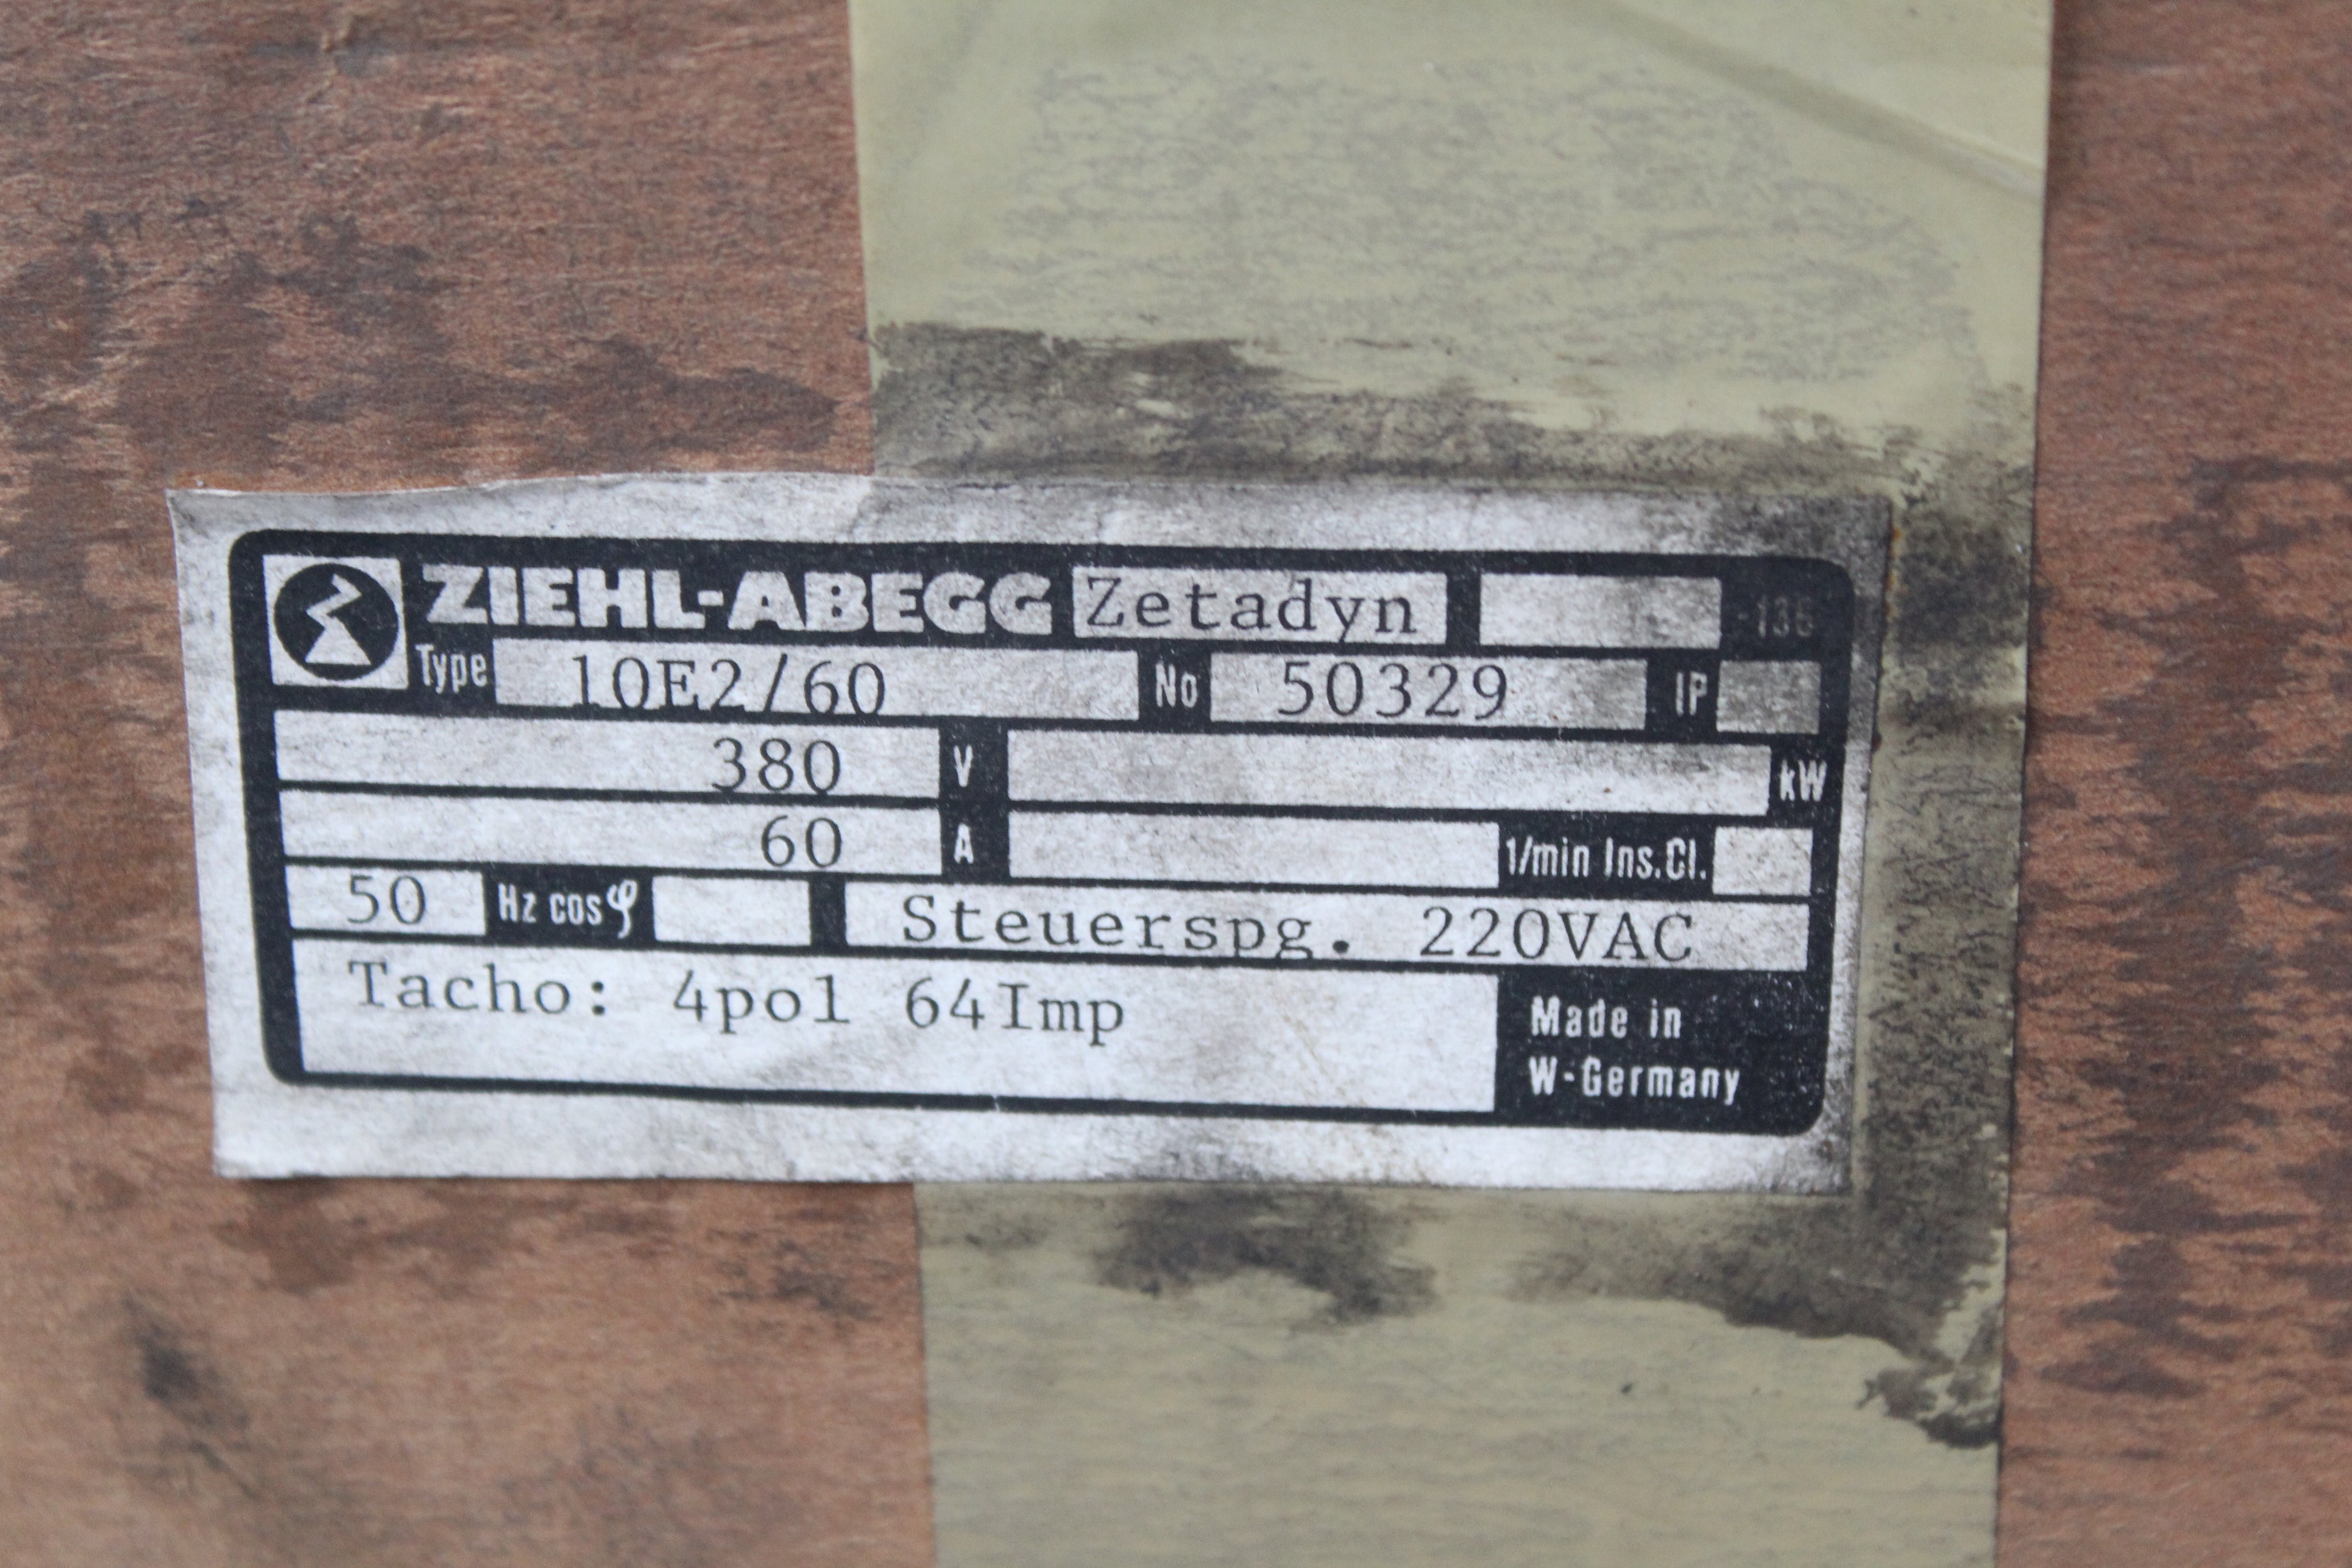 ZIEHL-ABEGG Zetadyn -136
Type 10E2/60 No 50329 IP
380 V kW
60 A 1/min Ins.Cl.
50 Hz cosφ Steuerspg. 220VAC
Tacho: 4pol 64Imp
Made in
W-Germany